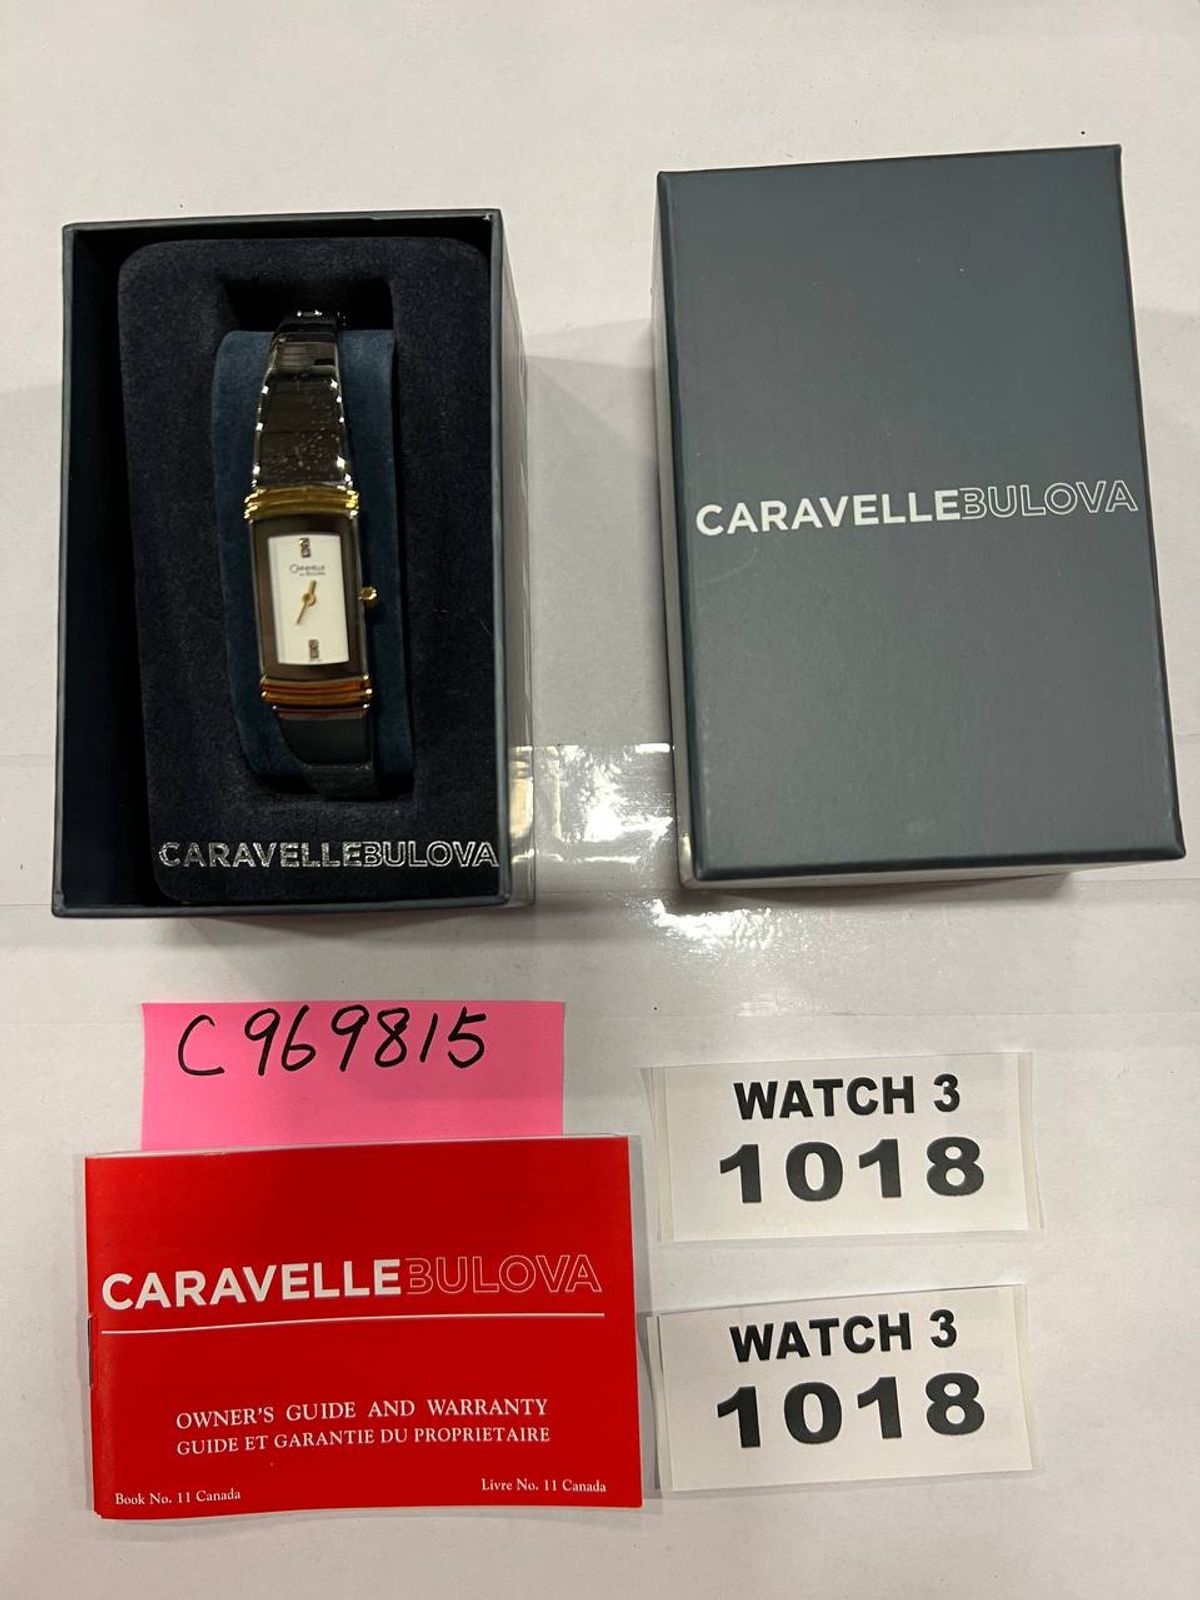 CARAVELLEBULOVA
CARAVELLE
CARAVELLEBULOVA
C969815
WATCH 3
1018
CARAVELLEBULOVA
OWNER'S GUIDE AND WARRANTY
GUIDE ET GARANTIE DU PROPRIETAIRE
Book No. 11 Canada
Livre No. 11 Canada
WATCH 3
1018